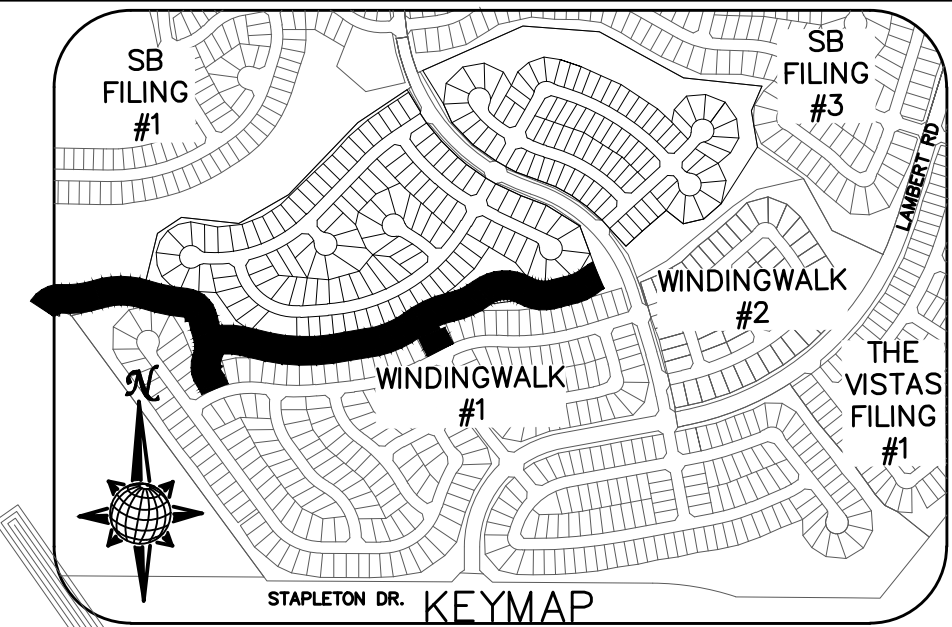 SB
FILING
#1
SB
FILING
#3
LAMBERT RD
WINDINGWALK
#2
THE
VISTAS
FILING
#1
WINDINGWALK
#1
N
STAPLETON DR.
KEYMAP